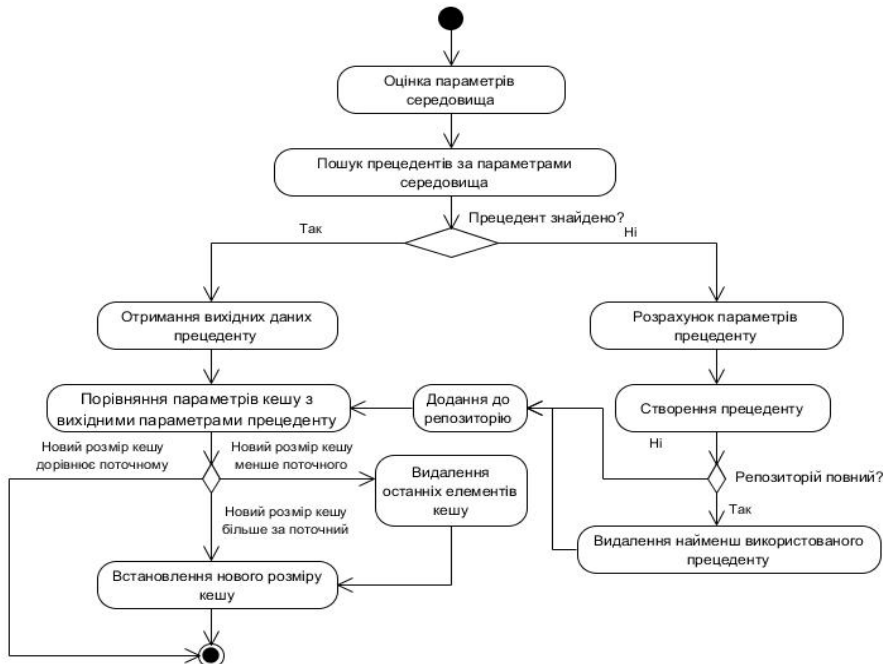 Оцінка параметрів
середовища
Пошук прецедентів за параметрами
середовища
Прецедент знайдено?
Так
Ні
Отримання вихідних даних
прецеденту
Розрахунок параметрів
прецеденту
Порівняння параметрів кешу з
вихідними параметрами прецеденту
Додання до
репозиторію
Створення прецеденту
Новий розмір кешу
дорівнює поточному
Новий розмір кешу
менше поточного
Ні
Репозиторій повний?
Видалення
останніх елементів
кешу
Новий розмір кешу
більше за поточний
Так
Видалення найменш використованого
прецеденту
Встановлення нового розміру
кешу